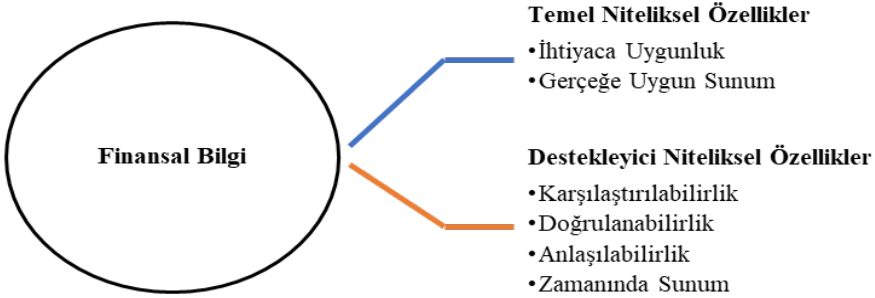 Finansal Bilgi
Temel Niteliksel Özellikler
•İhtiyaca Uygunluk
•Gerçeğe Uygun Sunum
Destekleyici Niteliksel Özellikler
•Karşılaştırılabilirlik
•Doğrulanabilirlik
•Anlaşılabilirlik
•Zamanında Sunum